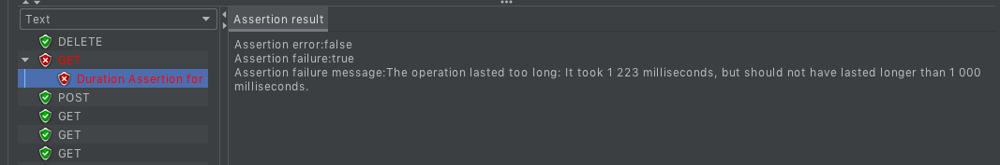 Text
DELETE
GET
Duration Assertion for
POST
GET
GET
GET
Assertion result
Assertion error:false
Assertion failure:true
Assertion failure message:The operation lasted too long: It took 1 223 milliseconds, but should not have lasted longer than 1 000
milliseconds.